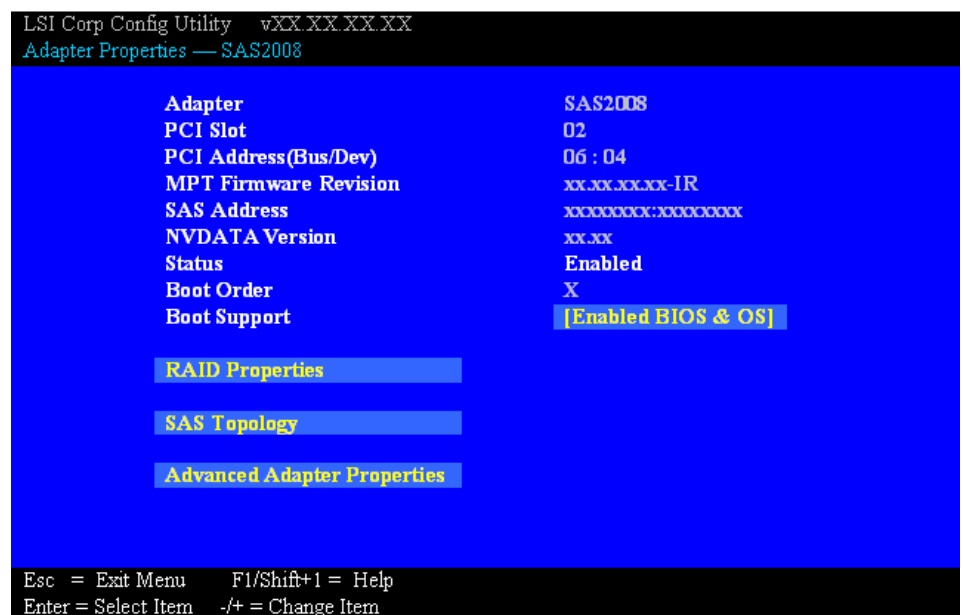 LSI Corp Config Utility vXX.XX.XX.XX
Adapter Properties — SAS2008
Adapter SAS2008
PCI Slot 02
PCI Address(Bus/Dev) 06 : 04
MPT Firmware Revision xx.xx.xx.xx-IR
SAS Address xxxxxxxx:xxxxxxxx
NVDATA Version xx.xx
Status Enabled
Boot Order X
Boot Support [Enabled BIOS & OS]
RAID Properties
SAS Topology
Advanced Adapter Properties
Esc = Exit Menu F1/Shift+1 = Help
Enter = Select Item -/+ = Change Item